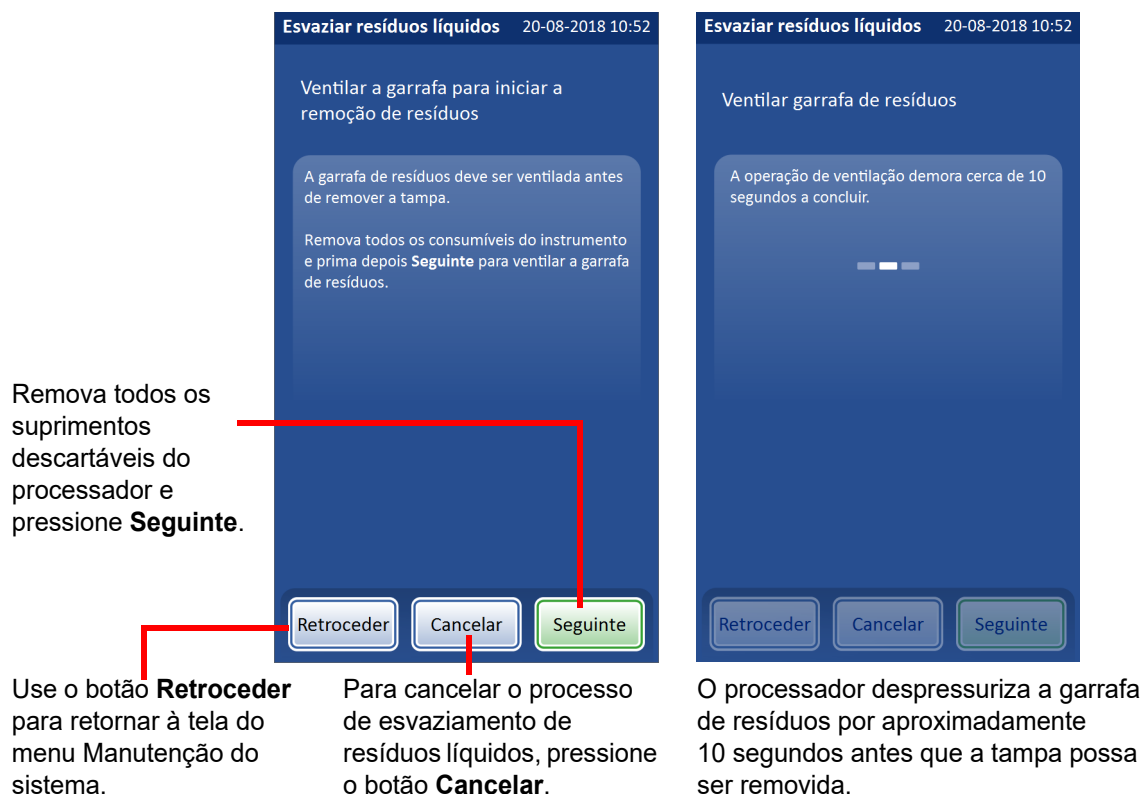 Esvaziar resíduos líquidos 20-08-2018 10:52
Ventilar a garrafa para iniciar a
remoção de resíduos
A garrafa de resíduos deve ser ventilada antes
de remover a tampa.
Remova todos os consumíveis do instrumento
e prima depois Seguinte para ventilar a garrafa
de resíduos.
Retroceder Cancelar Seguinte
Esvaziar resíduos líquidos 20-08-2018 10:52
Ventilar garrafa de resíduos
A operação de ventilação demora cerca de 10
segundos a concluir.
Retroceder Cancelar Seguinte
Remova todos os
suprimentos
descartáveis do
processador e
pressione Seguinte.
Use o botão Retroceder
para retornar à tela do
menu Manutenção do
sistema.
Para cancelar o processo
de esvaziamento de
resíduos líquidos, pressione
o botão Cancelar.
O processador despressuriza a garrafa
de resíduos por aproximadamente
10 segundos antes que a tampa possa
ser removida.